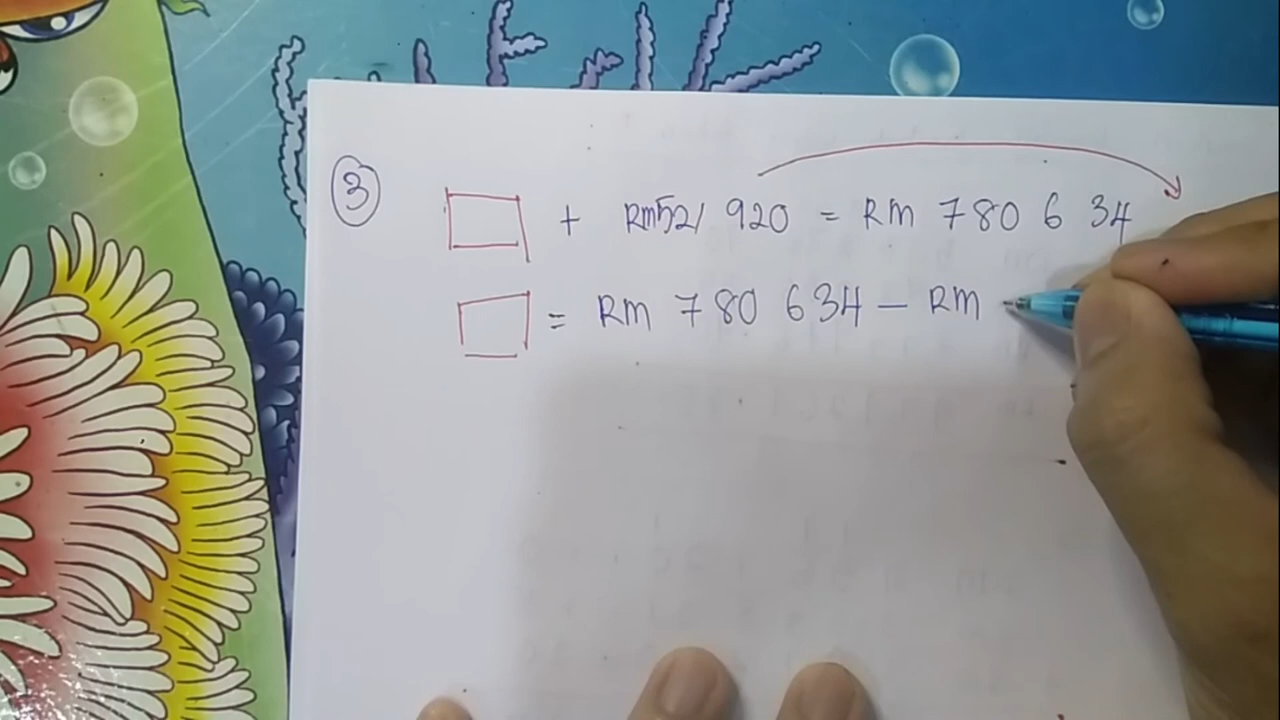 3
+ Rm521 920 = Rm 780 6 34
= Rm 780 634 - Rm